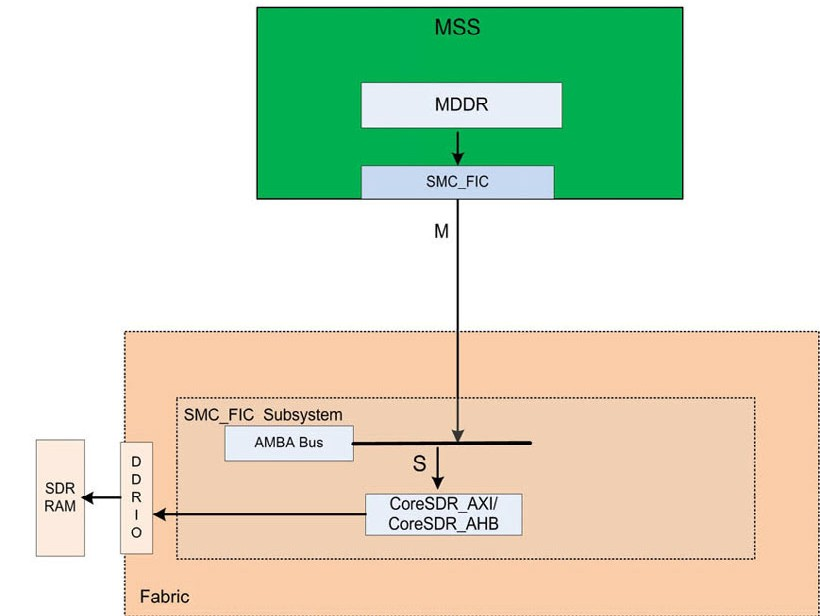 MSS
MDDR
SMC_FIC
M
SMC_FIC Subsystem
AMBA Bus
S
CoreSDR_AXI/
CoreSDR_AHB
D
D
R
I
O
SDR
RAM
Fabric